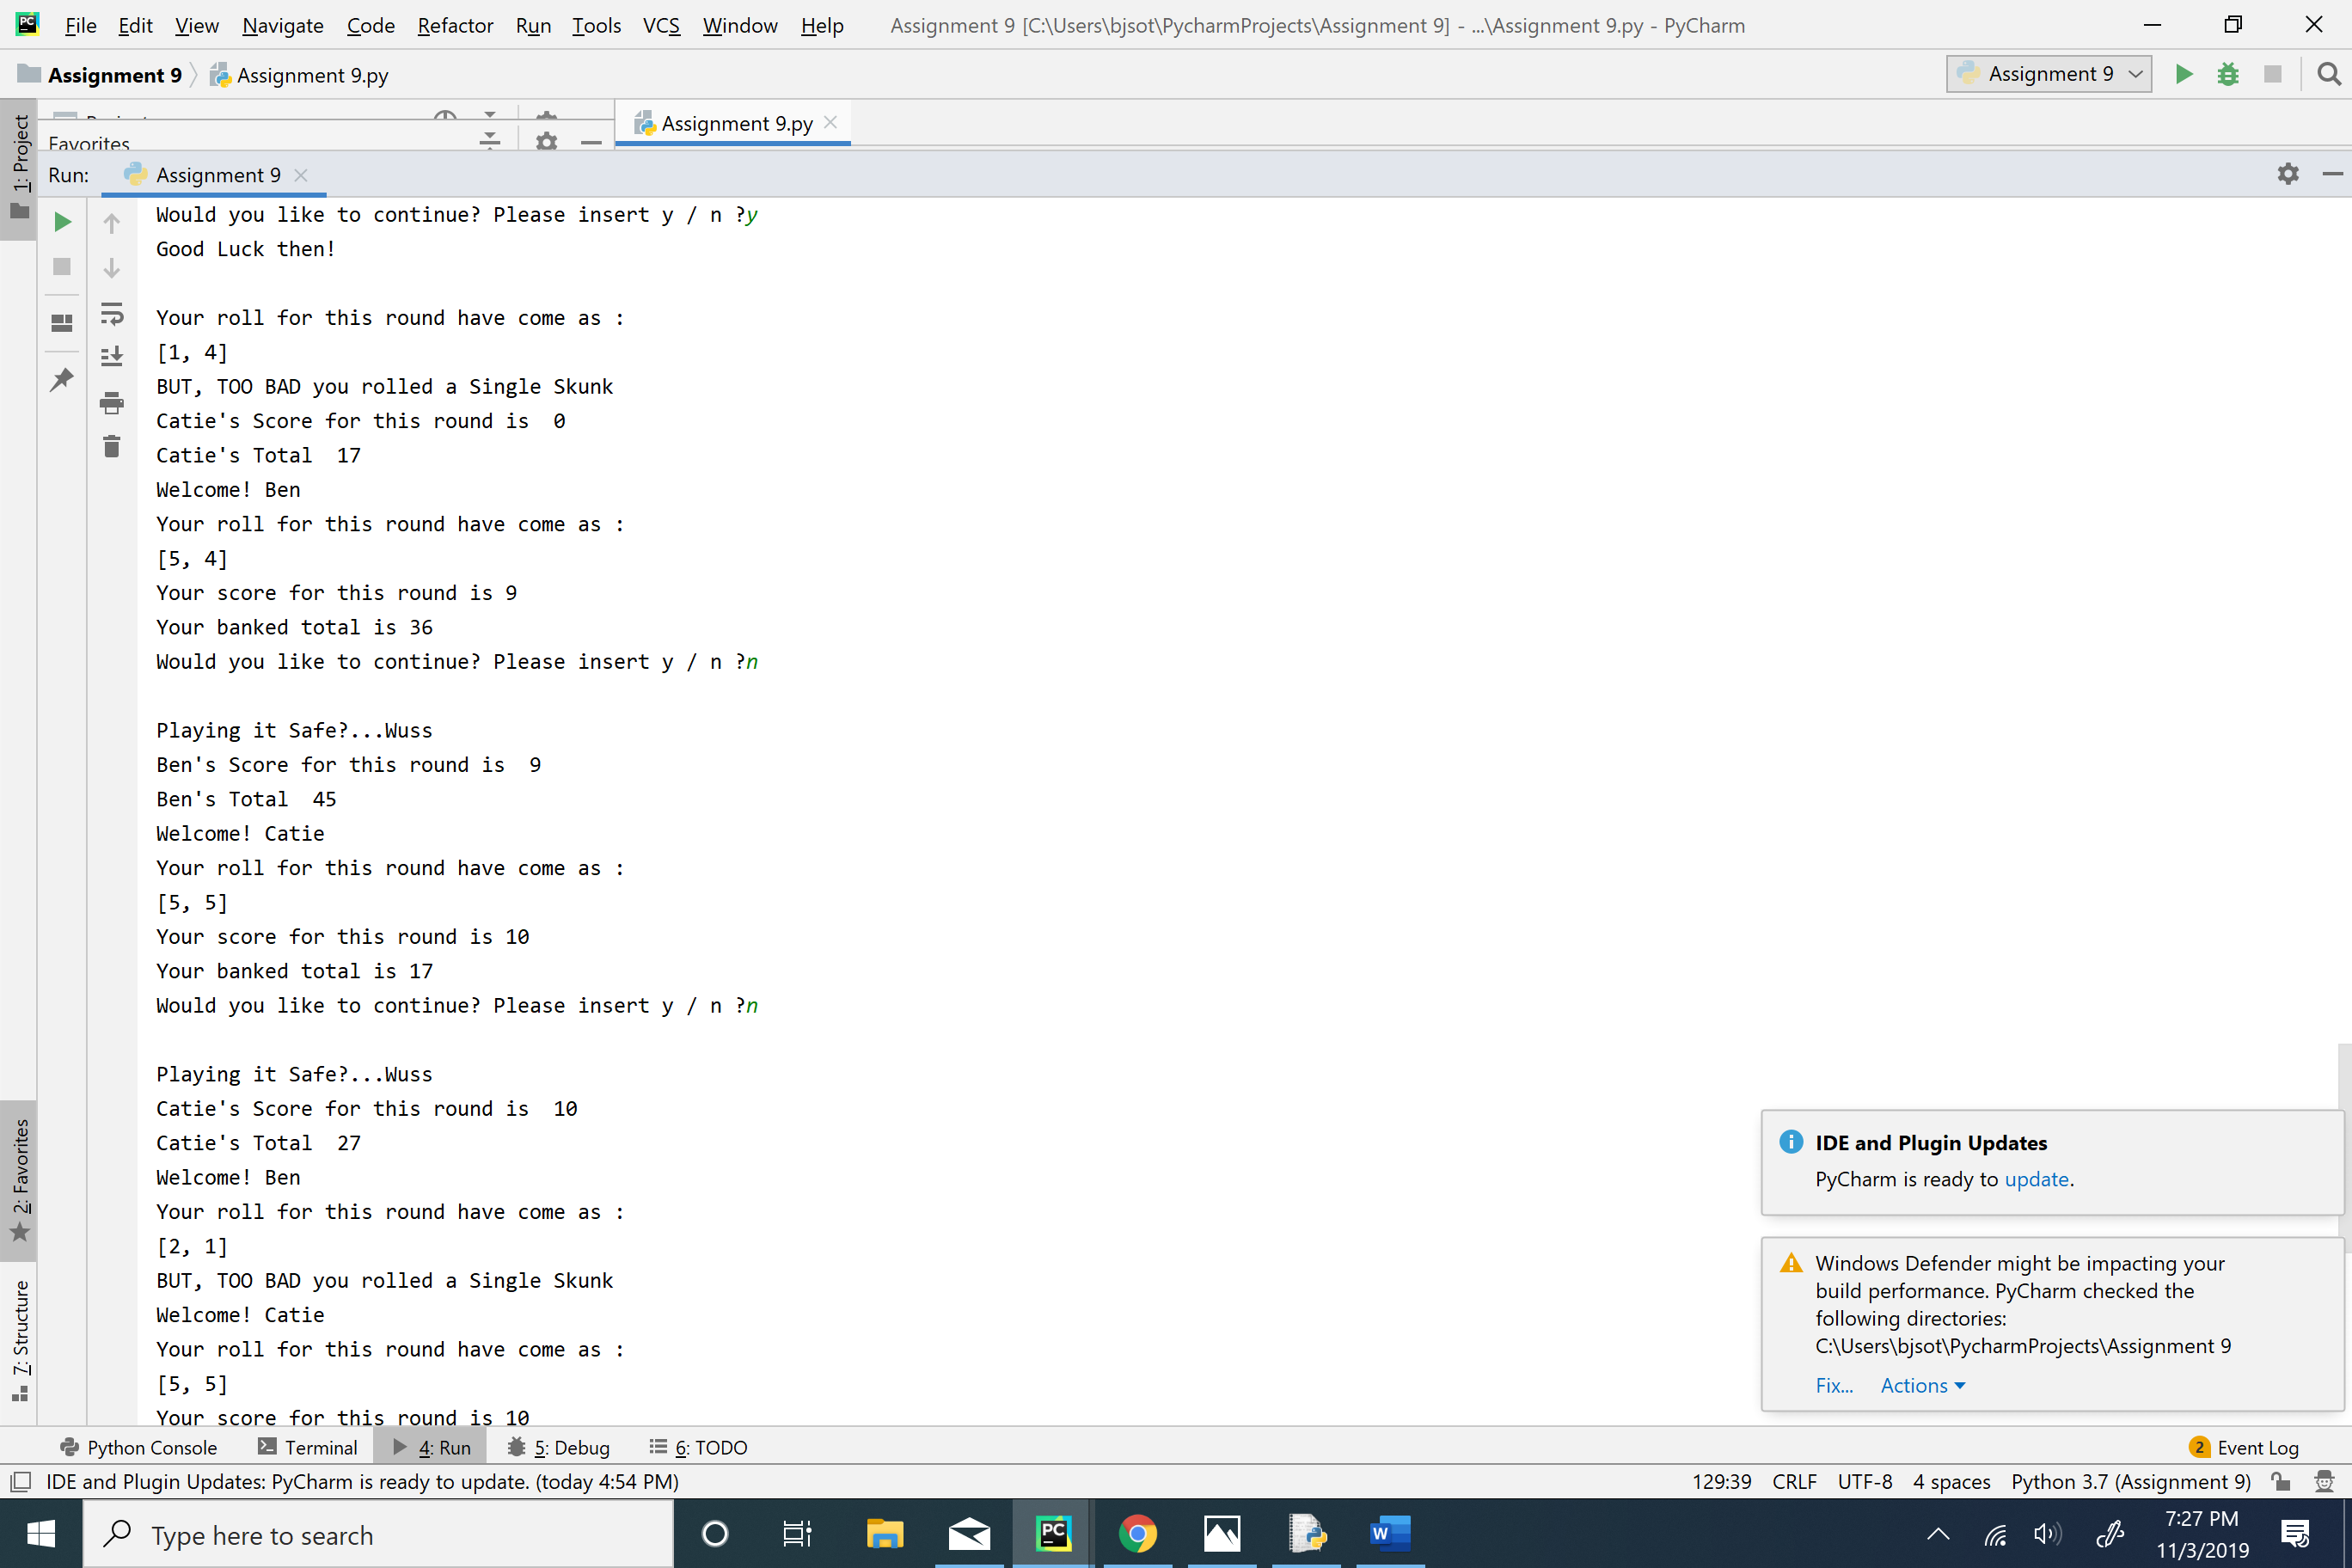 File Edit View Navigate Code Refactor Run Tools VCS Window Help Assignment 9 [C:\Users\bjsot\PycharmProjects\Assignment 9] - ...\Assignment 9.py - PyCharm
Assignment 9 Assignment 9.py Assignment 9
1: Project
Assignment 9.py
Favorites
Run: Assignment 9
Would you like to continue? Please insert y / n ?y
Good Luck then!
Your roll for this round have come as :
[1, 4]
BUT, TOO BAD you rolled a Single Skunk
Catie's Score for this round is  0
Catie's Total  17
Welcome! Ben
Your roll for this round have come as :
[5, 4]
Your score for this round is 9
Your banked total is 36
Would you like to continue? Please insert y / n ?n
Playing it Safe?...Wuss
Ben's Score for this round is  9
Ben's Total  45
Welcome! Catie
Your roll for this round have come as :
[5, 5]
Your score for this round is 10
Your banked total is 17
Would you like to continue? Please insert y / n ?n
Playing it Safe?...Wuss
Catie's Score for this round is  10
Catie's Total  27
Welcome! Ben
Your roll for this round have come as :
[2, 1]
BUT, TOO BAD you rolled a Single Skunk
Welcome! Catie
Your roll for this round have come as :
[5, 5]
Your score for this round is 10
2: Favorites
7: Structure
IDE and Plugin Updates
PyCharm is ready to update.
Windows Defender might be impacting your
build performance. PyCharm checked the
following directories:
C:\Users\bjsot\PycharmProjects\Assignment 9
Fix... Actions
Python Console Terminal 4: Run 5: Debug 6: TODO 2 Event Log
IDE and Plugin Updates: PyCharm is ready to update. (today 4:54 PM) 129:39 CRLF UTF-8 4 spaces Python 3.7 (Assignment 9)
Type here to search
7:27 PM
11/3/2019